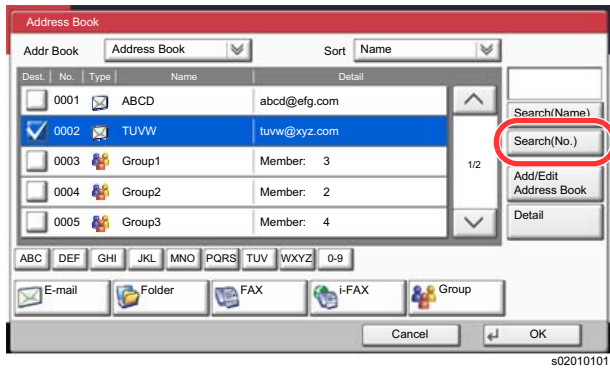 Address Book
Addr Book Address Book Sort Name
Dest. No. Type Name Detail
0001 ABCD abcd@efg.com
Search(Name)
0002 TUVW tuvw@xyz.com
Search(No.)
0003 Group1 Member: 3
1/2
Add/Edit
Address Book
0004 Group2 Member: 2
0005 Group3 Member: 4
Detail
ABC DEF GHI JKL MNO PQRS TUV WXYZ 0-9
E-mail Folder FAX i-FAX Group
Cancel OK
s02010101